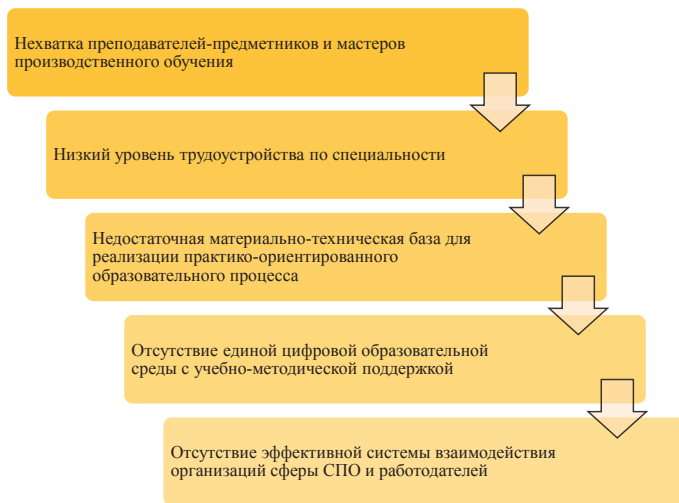 Нехватка преподавателей-предметников и мастеров
производственного обучения
Низкий уровень трудоустройства по специальности
Недостаточная материально-техническая база для
реализации практико-ориентированного
образовательного процесса
Отсутствие единой цифровой образовательной
среды с учебно-методической поддержкой
Отсутствие эффективной системы взаимодействия
организаций сферы СПО и работодателей